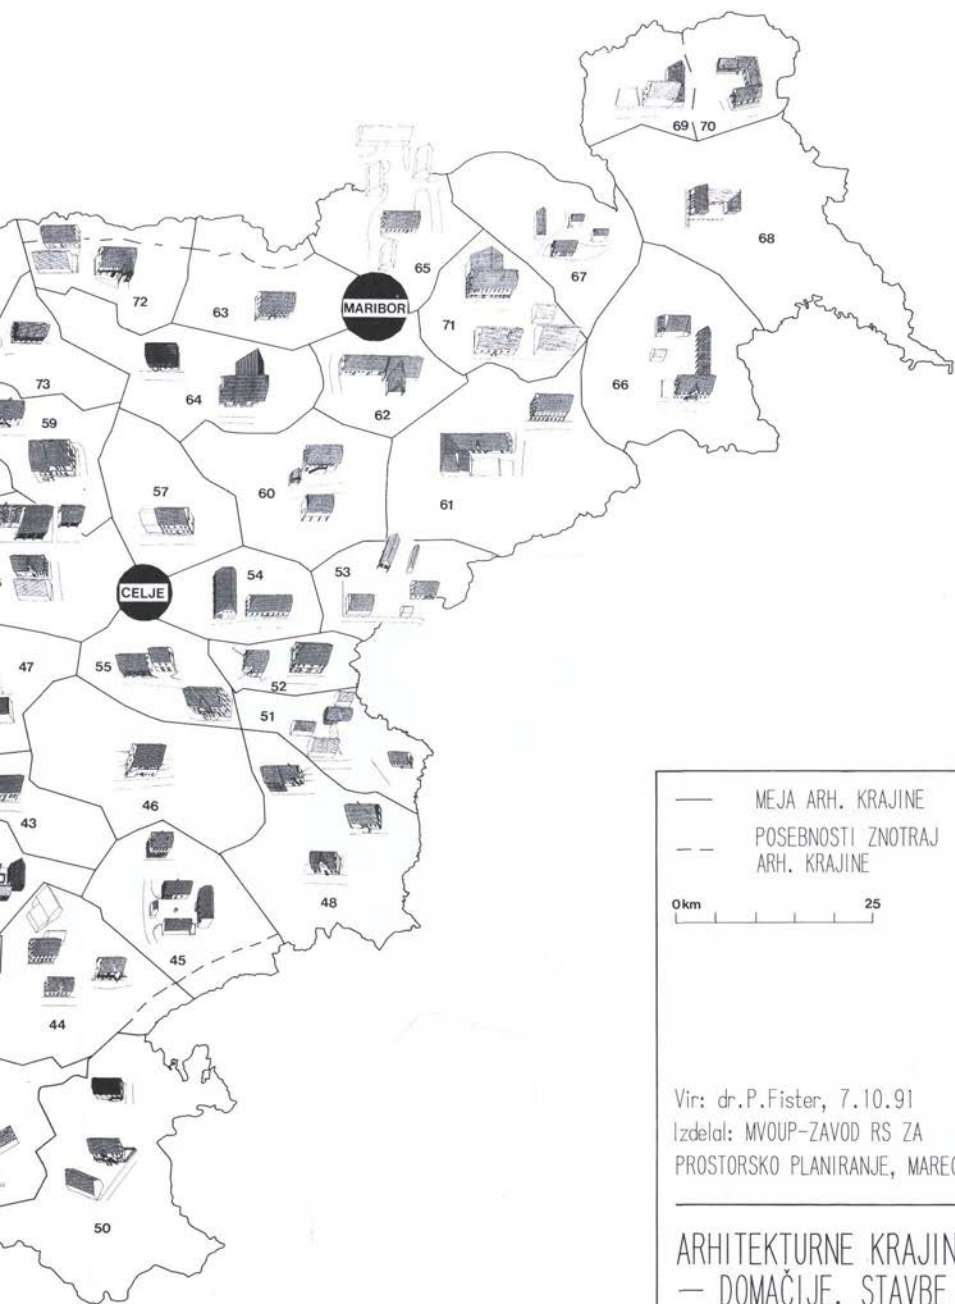 69 70
68
65
67
72
63
MARIBOR
71
73
64
62
66
59
57
60
61
CELJE
54
53
47
55
52
51
46
43
48
45
44
50
MEJA ARH. KRAJINE
POSEBNOSTI ZNOTRAJ
ARH. KRAJINE
0km 25
Vir: dr.P.Fister, 7.10.91
Izdelal: MVOUP-ZAVOD RS ZA
PROSTORSKO PLANIRANJE,
ARHITEKTURNE
— DOMAČIJE, STAVBE